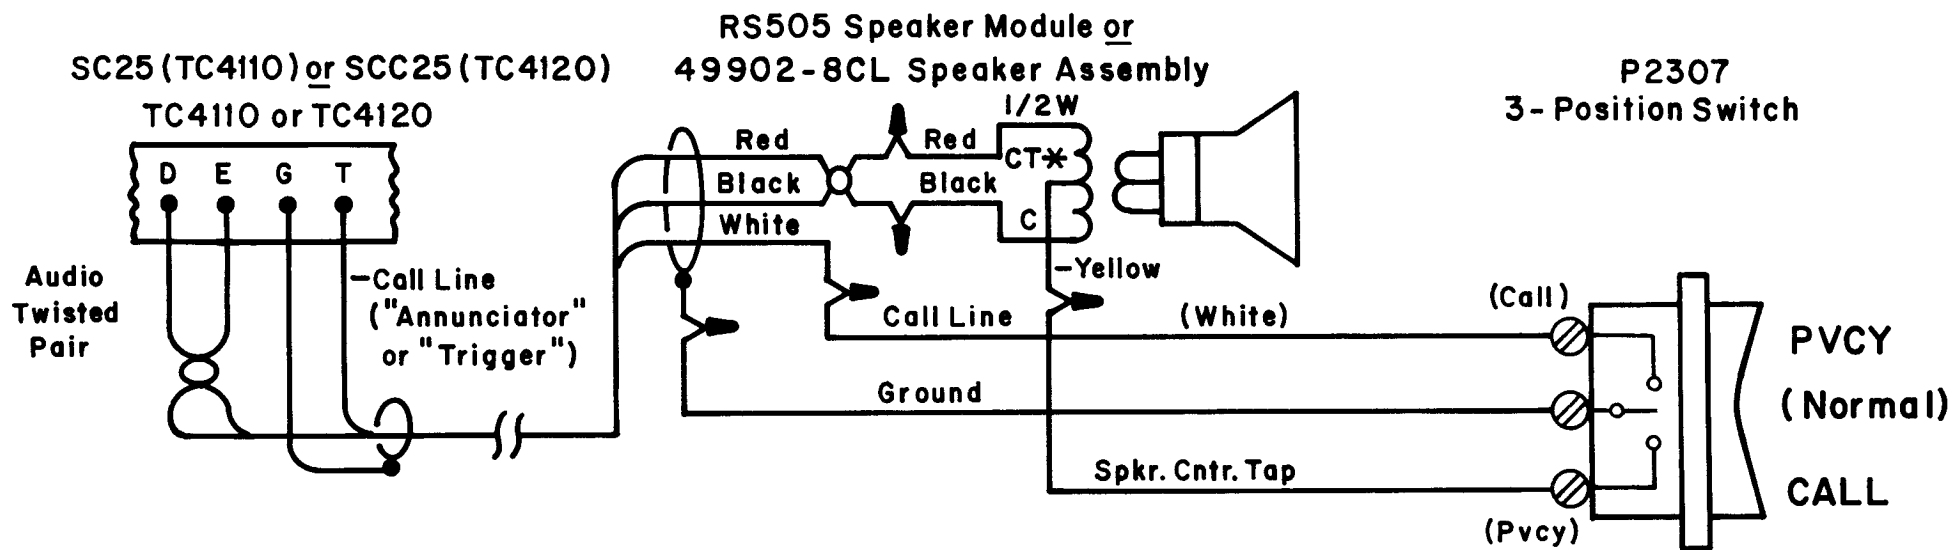 RS505 Speaker Module or
49902-8CL Speaker Assembly
SC25 (TC4110) or SCC25 (TC4120)
TC4110 or TC4120
P2307
3-Position Switch
D E G T
Audio
Twisted
Pair
-Call Line
("Annunciator"
or "Trigger")
Red
Black
White
Red
Black
1/2W
CT*
C
-Yellow
Call Line (White)
Ground
Spkr. Cntr. Tap
(Call)
(Pvcy)
PVCY
(Normal)
CALL